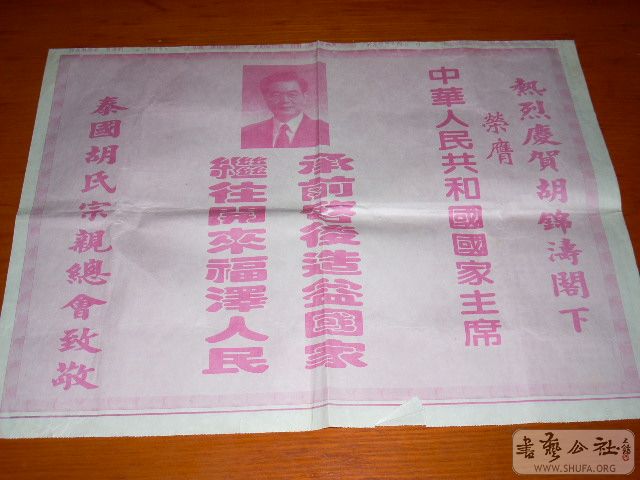 熱烈慶賀胡錦濤閣下
榮膺
中華人民共和國國家主席
承前啓後造益國家
繼往開來福澤人民
泰國胡氏宗親總會致敬
書藝公社
WWW.SHUFA.ORG